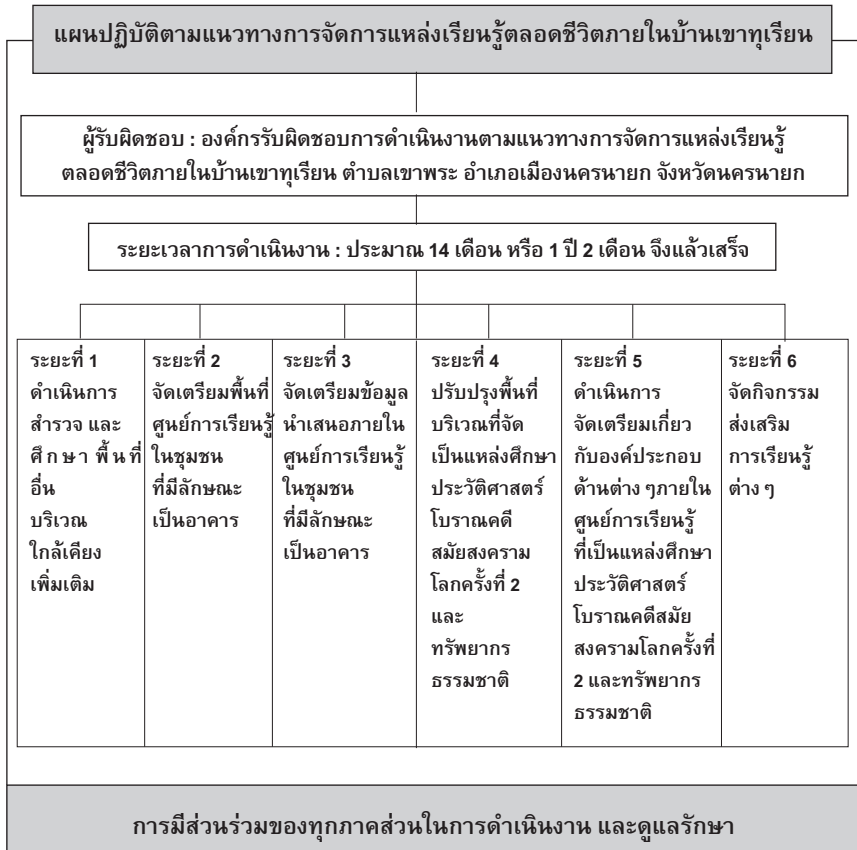 แผนปฏิบัติตามแนวทางการจัดการแหล่งเรียนรู้ตลอดชีวิตภายในบ้านเขาทุเรียน
ผู้รับผิดชอบ : องค์กรรับผิดชอบการดำเนินงานตามแนวทางการจัดการแหล่งเรียนรู้
ตลอดชีวิตภายในบ้านเขาทุเรียน ตำบลเขาพระ อำเภอเมืองนครนายก จังหวัดนครนายก
ระยะเวลาการดำเนินงาน : ประมาณ 14 เดือน หรือ 1 ปี 2 เดือน จึงแล้วเสร็จ
ระยะที่ 1
ดำเนินการ
สำรวจ และ
ศึกษา พื้นที่
อื่น
บริเวณ
ใกล้เคียง
เพิ่มเติม
ระยะที่ 2
จัดเตรียมพื้นที่
ศูนย์การเรียนรู้
ในชุมชน
ที่มีลักษณะ
เป็นอาคาร
ระยะที่ 3
จัดเตรียมข้อมูล
นำเสนอภายใน
ศูนย์การเรียนรู้
ในชุมชน
ที่มีลักษณะ
เป็นอาคาร
ระยะที่ 4
ปรับปรุงพื้นที่
บริเวณที่จัด
เป็นแหล่งศึกษา
ประวัติศาสตร์
โบราณคดี
สมัยสงคราม
โลกครั้งที่ 2
และ
ทรัพยากร
ธรรมชาติ
ระยะที่ 5
ดำเนินการ
จัดเตรียมเกี่ยว
กับองค์ประกอบ
ด้านต่าง ๆภายใน
ศูนย์การเรียนรู้
ที่เป็นแหล่งศึกษา
ประวัติศาสตร์
โบราณคดีสมัย
สงครามโลกครั้งที่
2 และทรัพยากร
ธรรมชาติ
ระยะที่ 6
จัดกิจกรรม
ส่งเสริม
การเรียนรู้
ต่าง ๆ
การมีส่วนร่วมของทุกภาคส่วนในการดำเนินงาน และดูแลรักษา